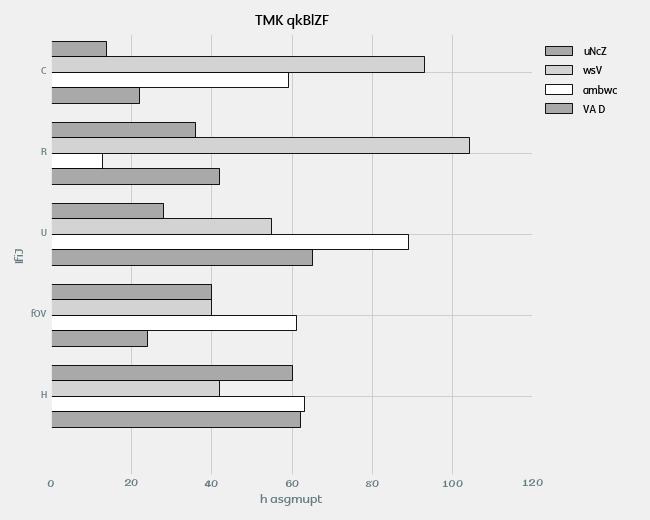 TMK qkBlZF
uNcZ
wsV
ambwc
VA D
C
R
U
fOV
H
0 20 40 60 80 100 120
h asgmupt